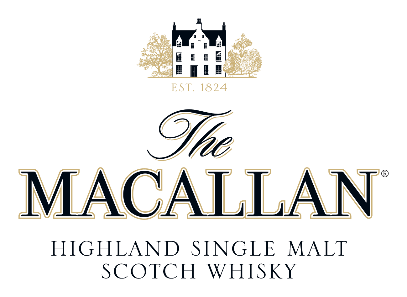 EST. 1824
The
MACALLAN®
HIGHLAND SINGLE MALT
SCOTCH WHISKY